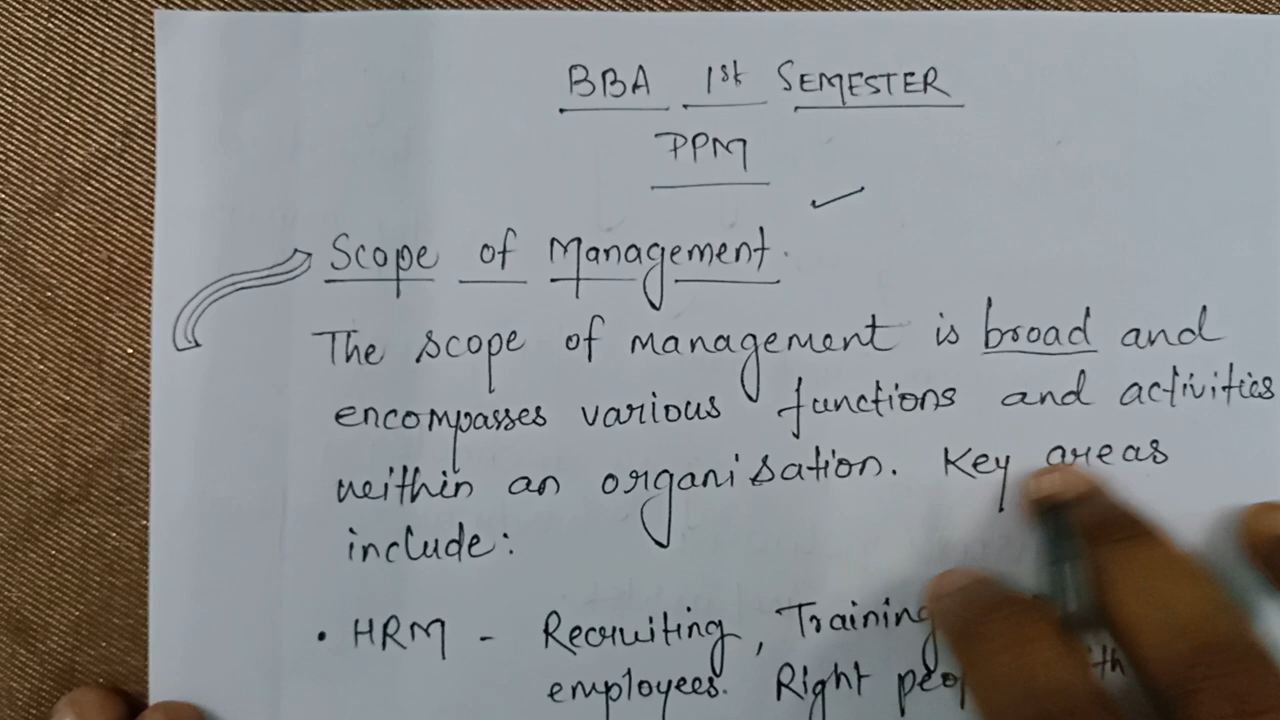 BBA 1st SEMESTER
PPM
Scope of Management.
The scope of management is broad and
encompasses various functions and activities
within an organisation. Key areas
include:
• HRM - Recruiting, Training
employees. Right